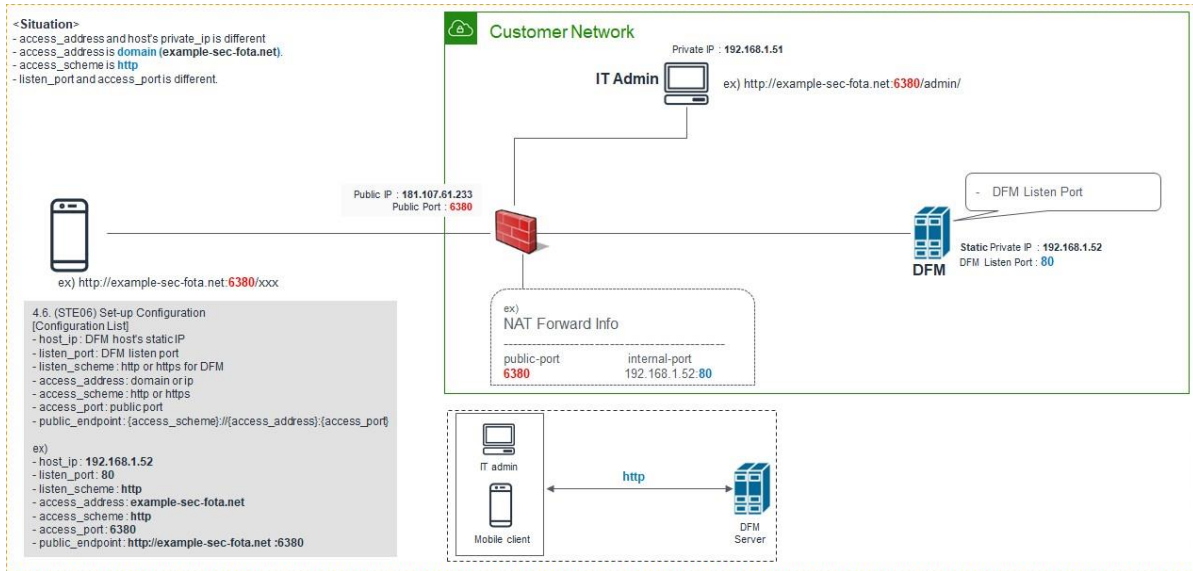 <Situation>
- access_address and host's private_ip is different
- access_address is domain (example-sec-fota.net).
- access_scheme is http
- listen_port and access_port is different.
Customer Network
Private IP : 192.168.1.51
IT Admin
ex) http://example-sec-fota.net:6380/admin/
Public IP : 181.107.61.233
Public Port : 6380
- DFM Listen Port
Static Private IP : 192.168.1.52
DFM Listen Port : 80
DFM
ex) http://example-sec-fota.net:6380/xxx
ex)
NAT Forward Info
public-port internal-port
6380 192.168.1.52:80
4.6. (STE06) Set-up Configuration
[Configuration List]
- host_ip : DFM host's static IP
- listen_port : DFM listen port
- listen_scheme : http or https for DFM
- access_address : domain or ip
- access_scheme : http or https
- access_port : public port
- public_endpoint : {access_scheme}://{access_address}:{access_port}
ex)
- host_ip : 192.168.1.52
- listen_port : 80
- listen_scheme : http
- access_address : example-sec-fota.net
- access_scheme : http
- access_port : 6380
- public_endpoint : http://example-sec-fota.net :6380
IT admin
http
Mobile client
DFM
Server